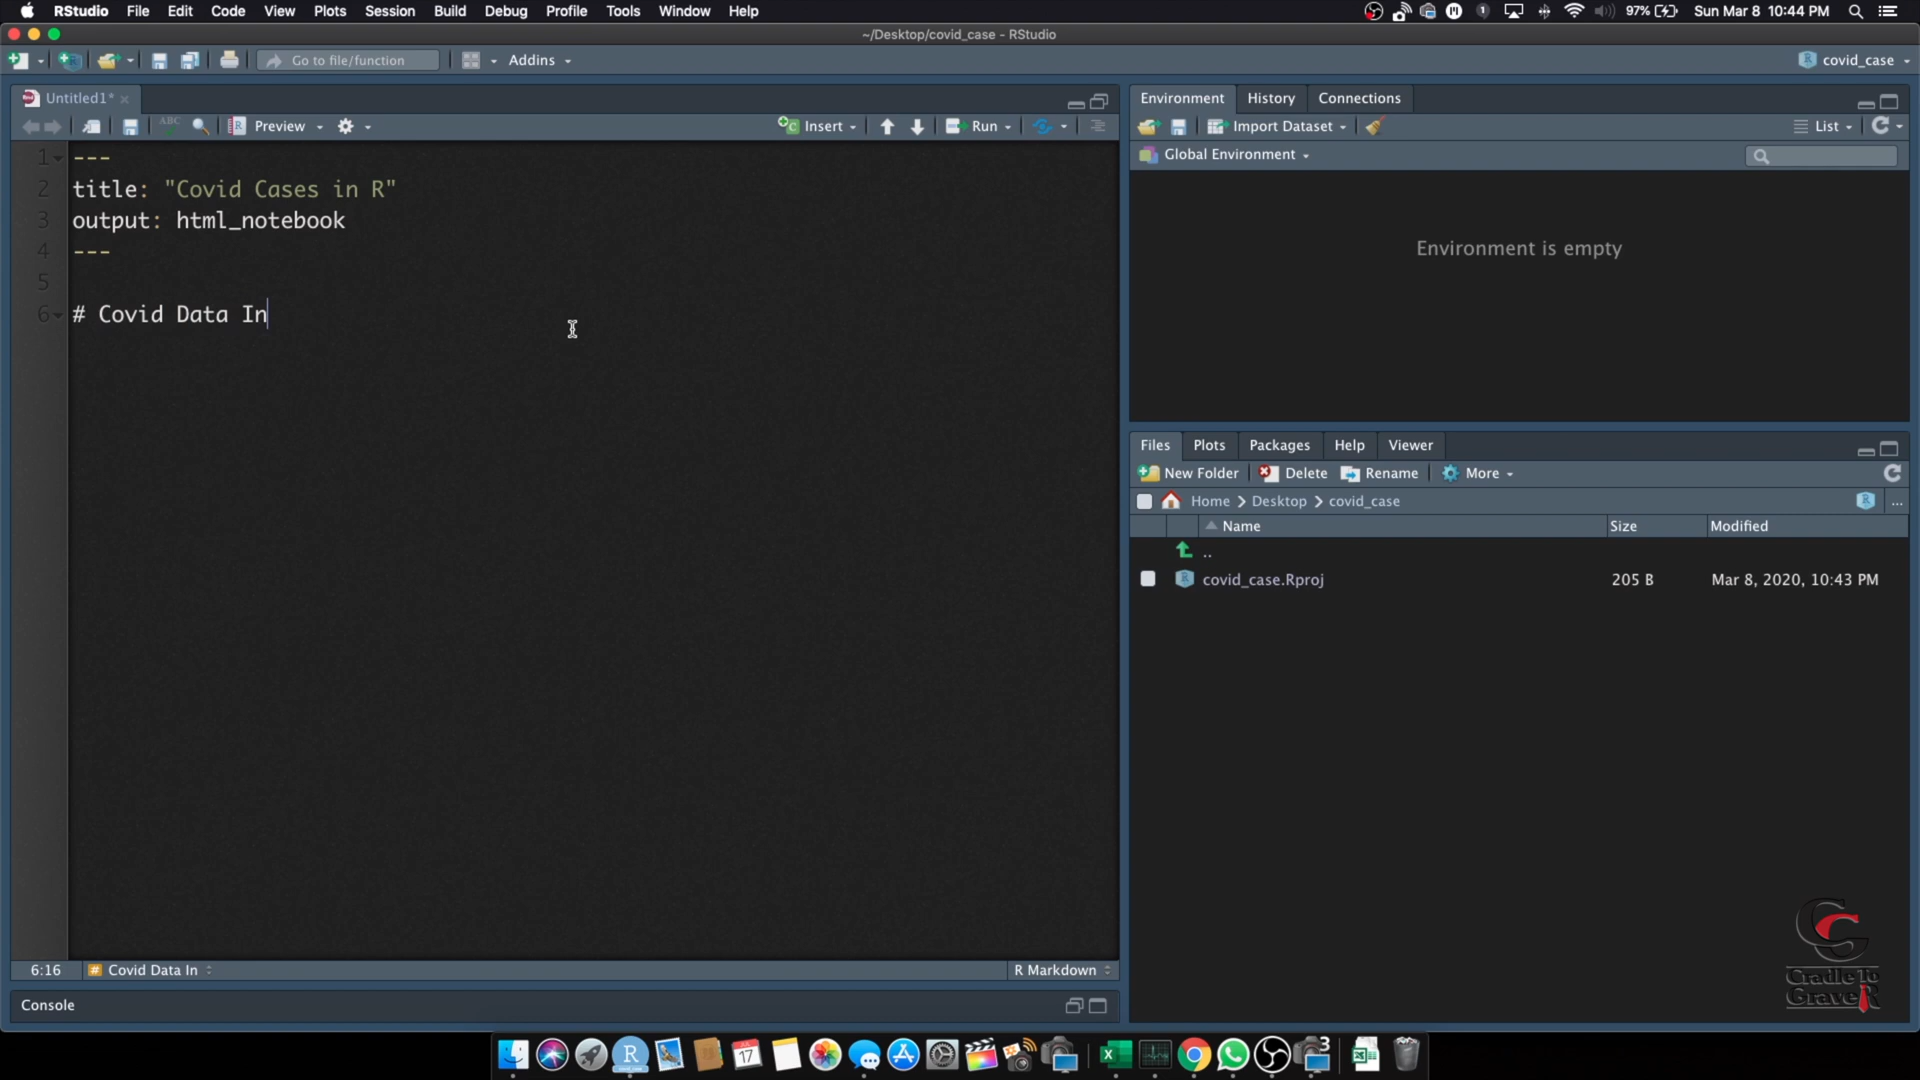 RStudio File Edit Code View Plots Session Build Debug Profile Tools Window Help 97% Sun Mar 8 10:44 PM
~/Desktop/covid_case - RStudio
Go to file/function Addins covid_case
Untitled1*
ABC Preview Insert Run
1 ---
2 title: "Covid Cases in R"
3 output: html_notebook
4 ---
5
6 # Covid Data In
6:16 # Covid Data In R Markdown
Console
Environment History Connections
Import Dataset List
Global Environment
Environment is empty
Files Plots Packages Help Viewer
New Folder Delete Rename More
Home Desktop covid_case ...
Name Size Modified
..
covid_case.Rproj 205 B Mar 8, 2020, 10:43 PM
Cradle To
GraveR
17
3